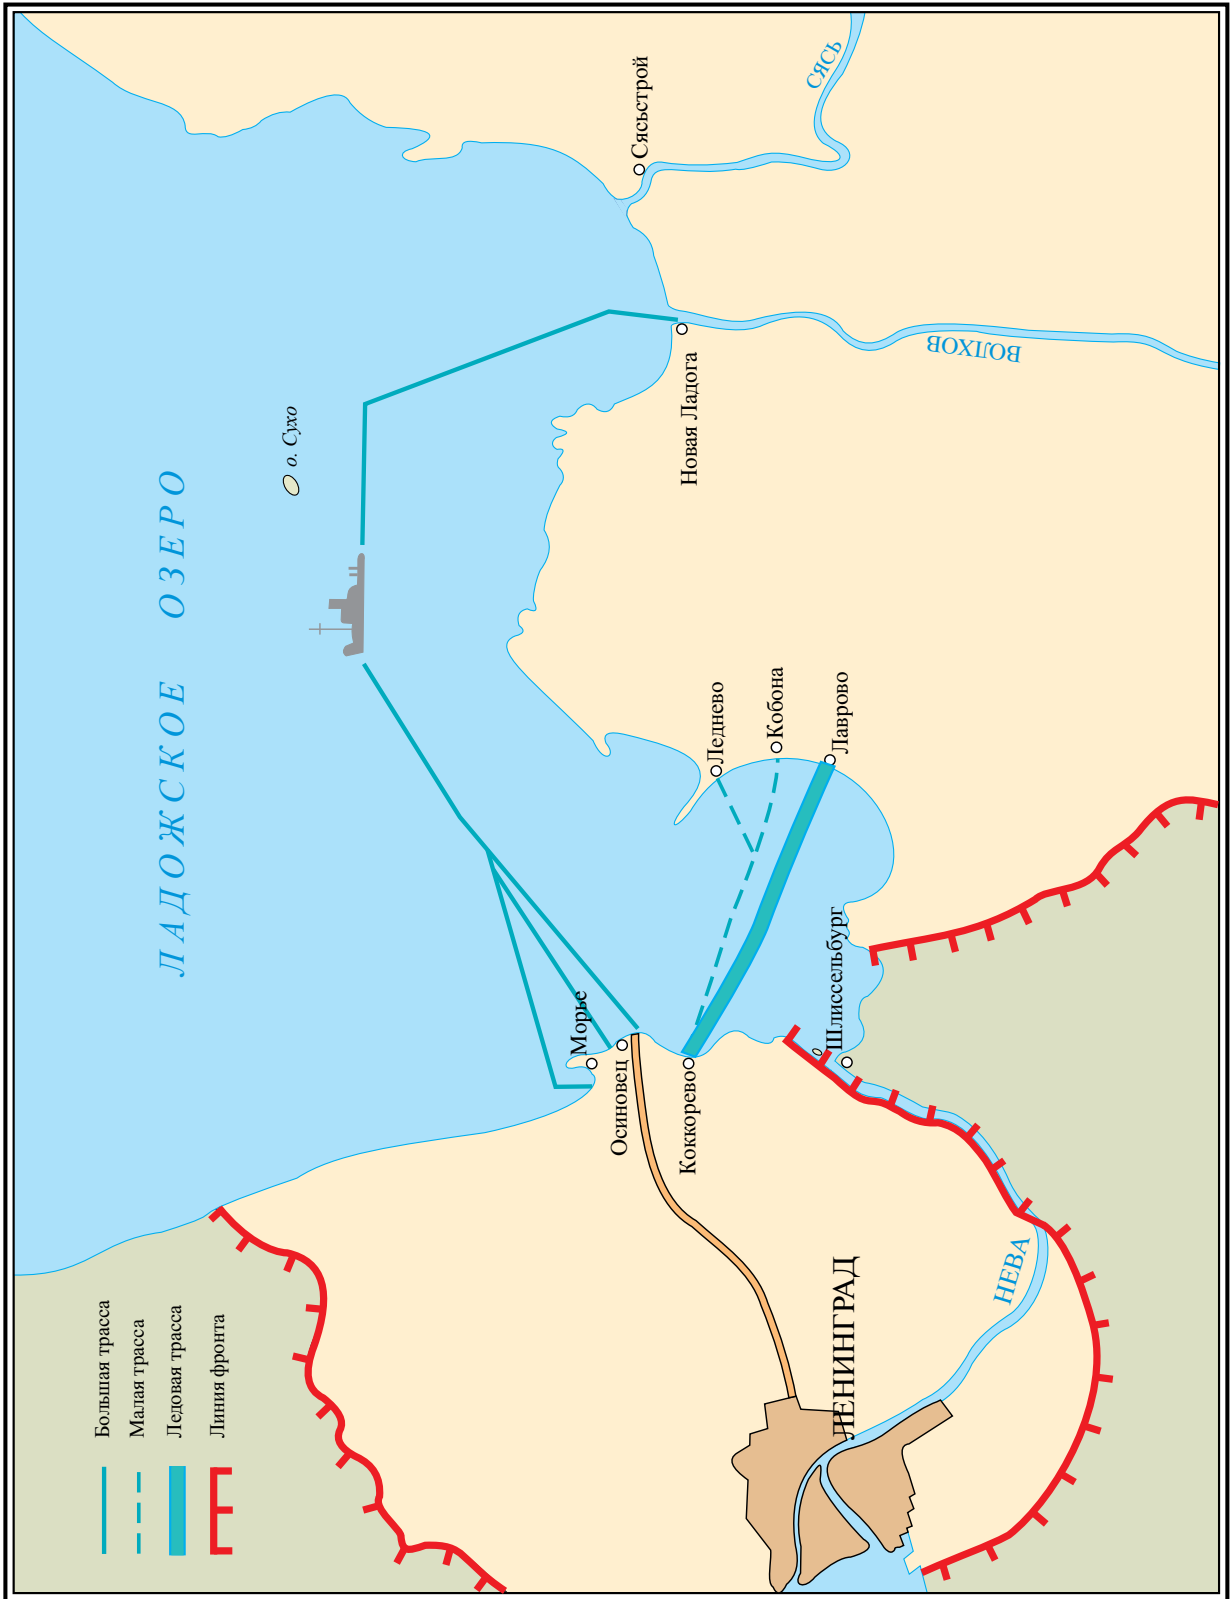 Большая трасса
Малая трасса
Ледовая трасса
Линия фронта
ЛАДОЖСКОЕ ОЗЕРО
о. Сухо
Сясьстрой
СЯСЬ
Новая Ладога
ВОЛХОВ
Леднево
Кобона
Лаврово
Морье
Осиновец
Коккорево
Шлиссельбург
НЕВА
ЛЕНИНГРАД